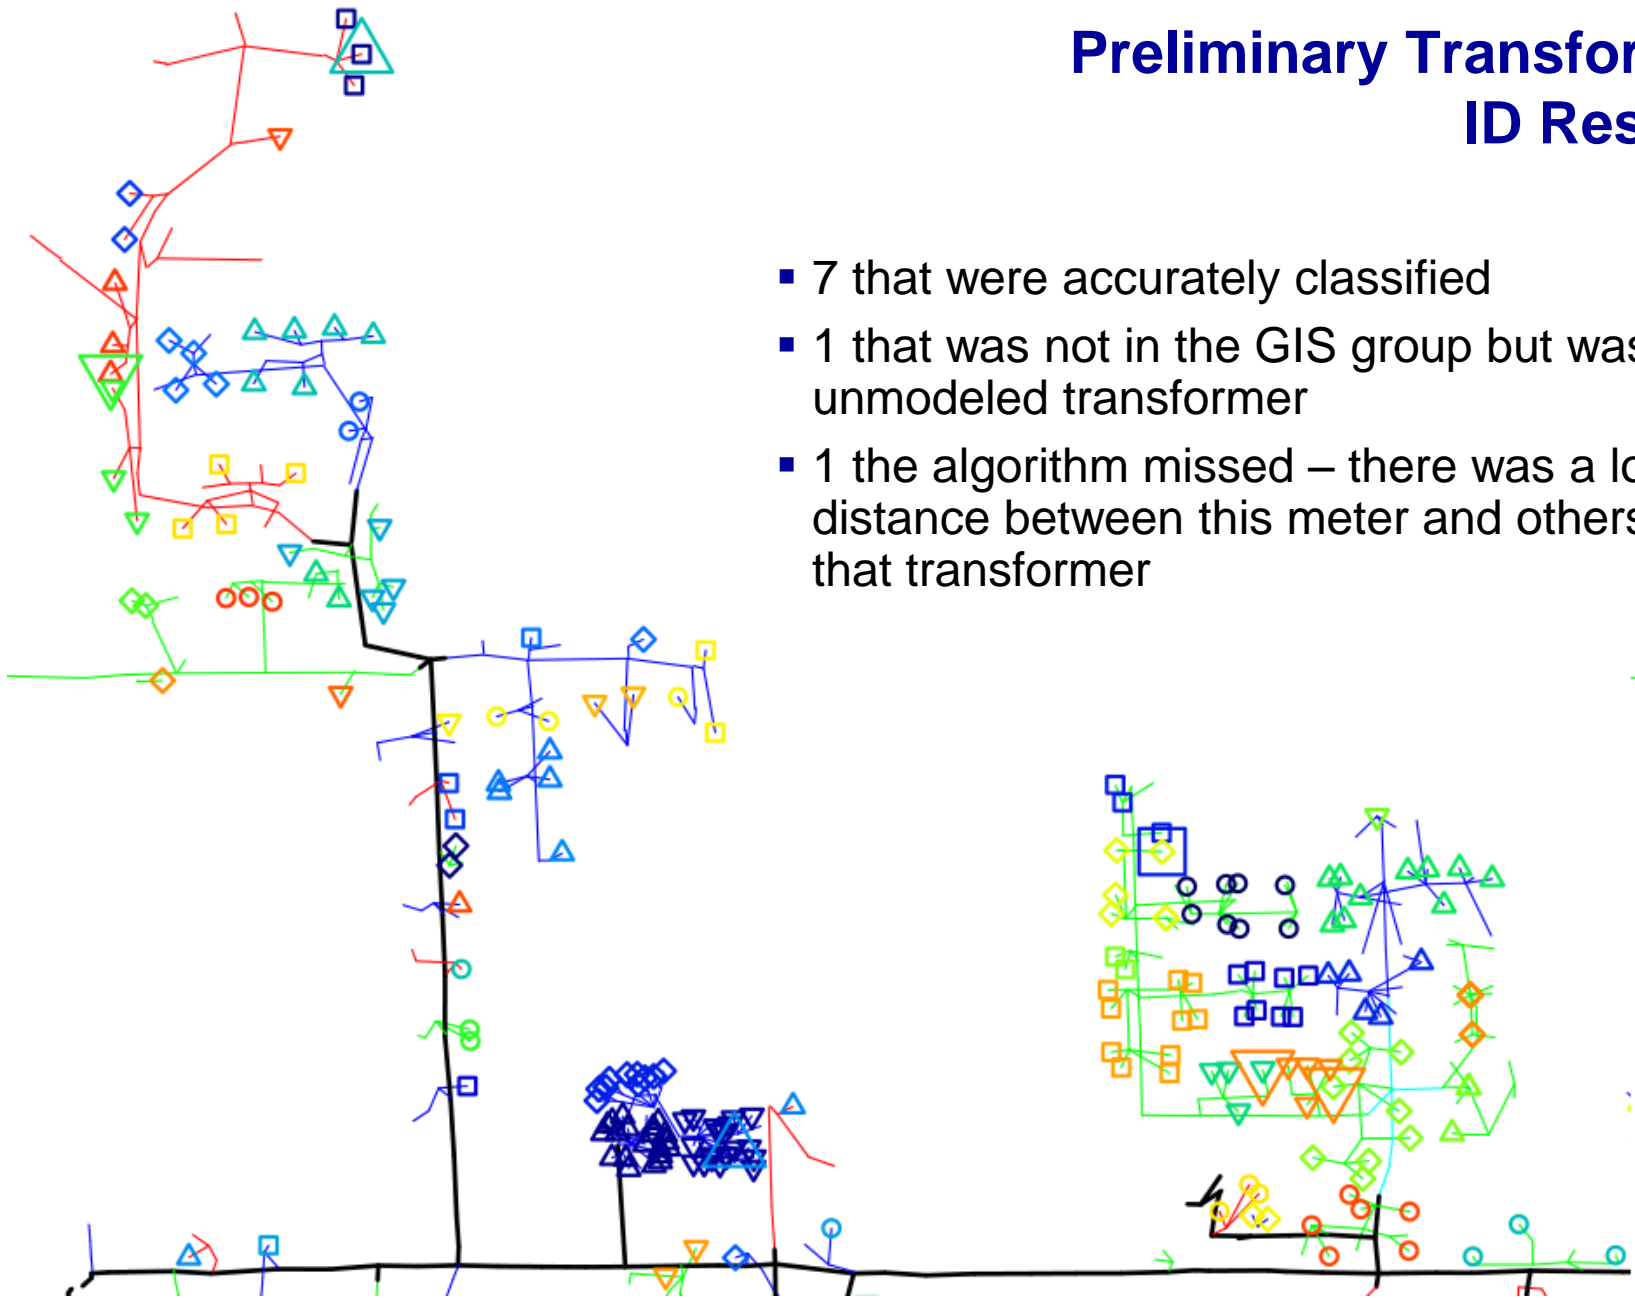 Preliminary Transfor
ID Res
▪ 7 that were accurately classified
▪ 1 that was not in the GIS group but was
unmodeled transformer
▪ 1 the algorithm missed – there was a lo
distance between this meter and others
that transformer